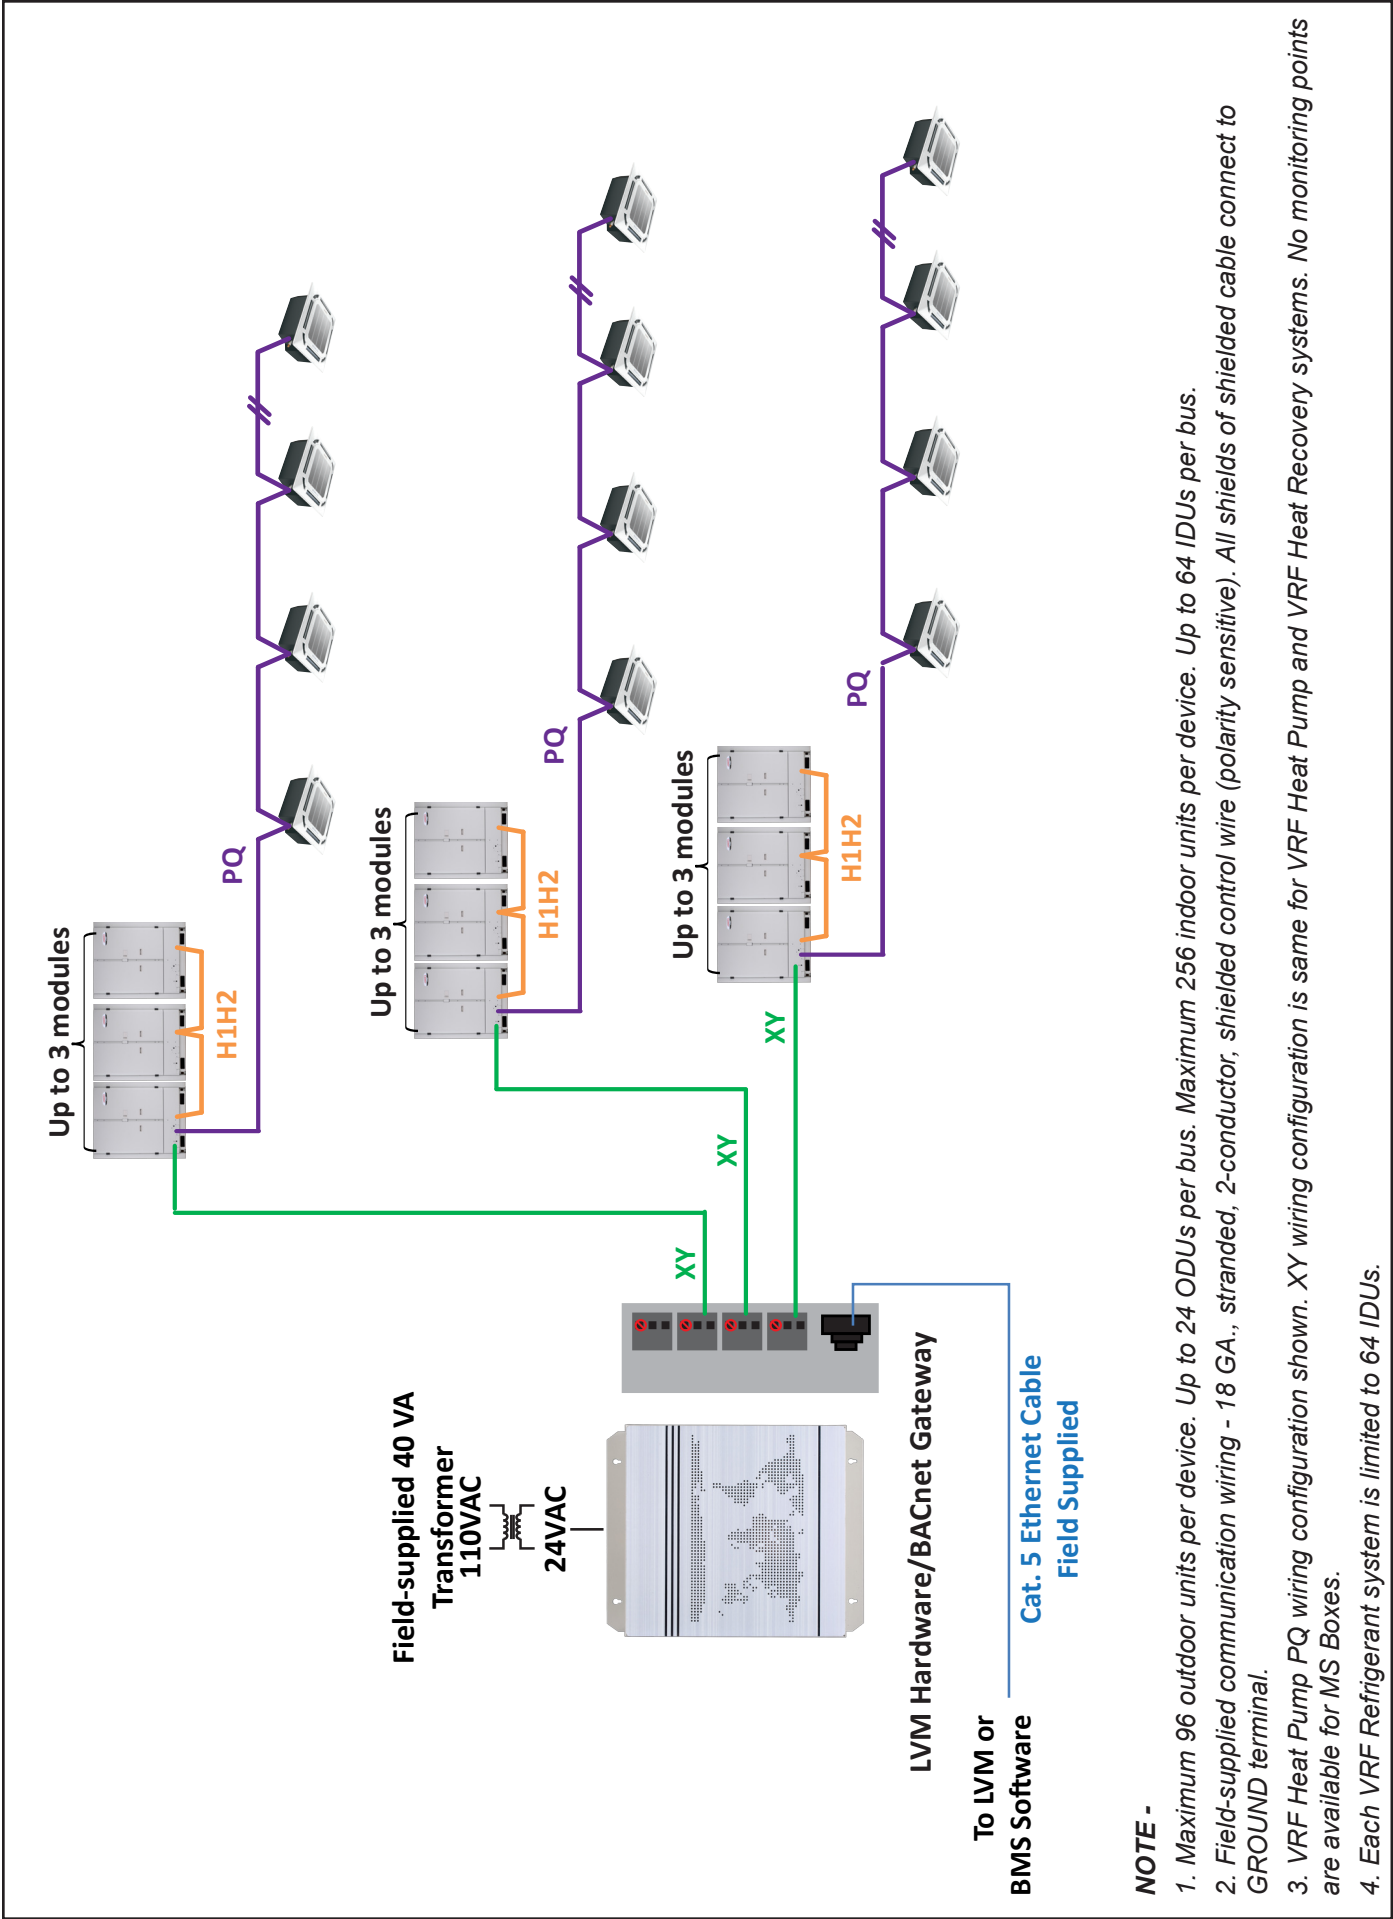 Up to 3 modules
H1H2
PQ
Up to 3 modules
H1H2
PQ
Up to 3 modules
H1H2
PQ
XY
XY
XY
Field-supplied 40 VA
Transformer
110VAC
24VAC
LVM Hardware/BACnet Gateway
Cat. 5 Ethernet Cable
Field Supplied
To LVM or
BMS Software
NOTE -
1. Maximum 96 outdoor units per device. Up to 24 ODUs per bus. Maximum 256 indoor units per device. Up to 64 IDUs per bus.
2. Field-supplied communication wiring - 18 GA., stranded, 2-conductor, shielded control wire (polarity sensitive). All shields of shielded cable connect to
GROUND terminal.
3. VRF Heat Pump PQ wiring configuration shown. XY wiring configuration is same for VRF Heat Pump and VRF Heat Recovery systems. No monitoring points
are available for MS Boxes.
4. Each VRF Refrigerant system is limited to 64 IDUs.